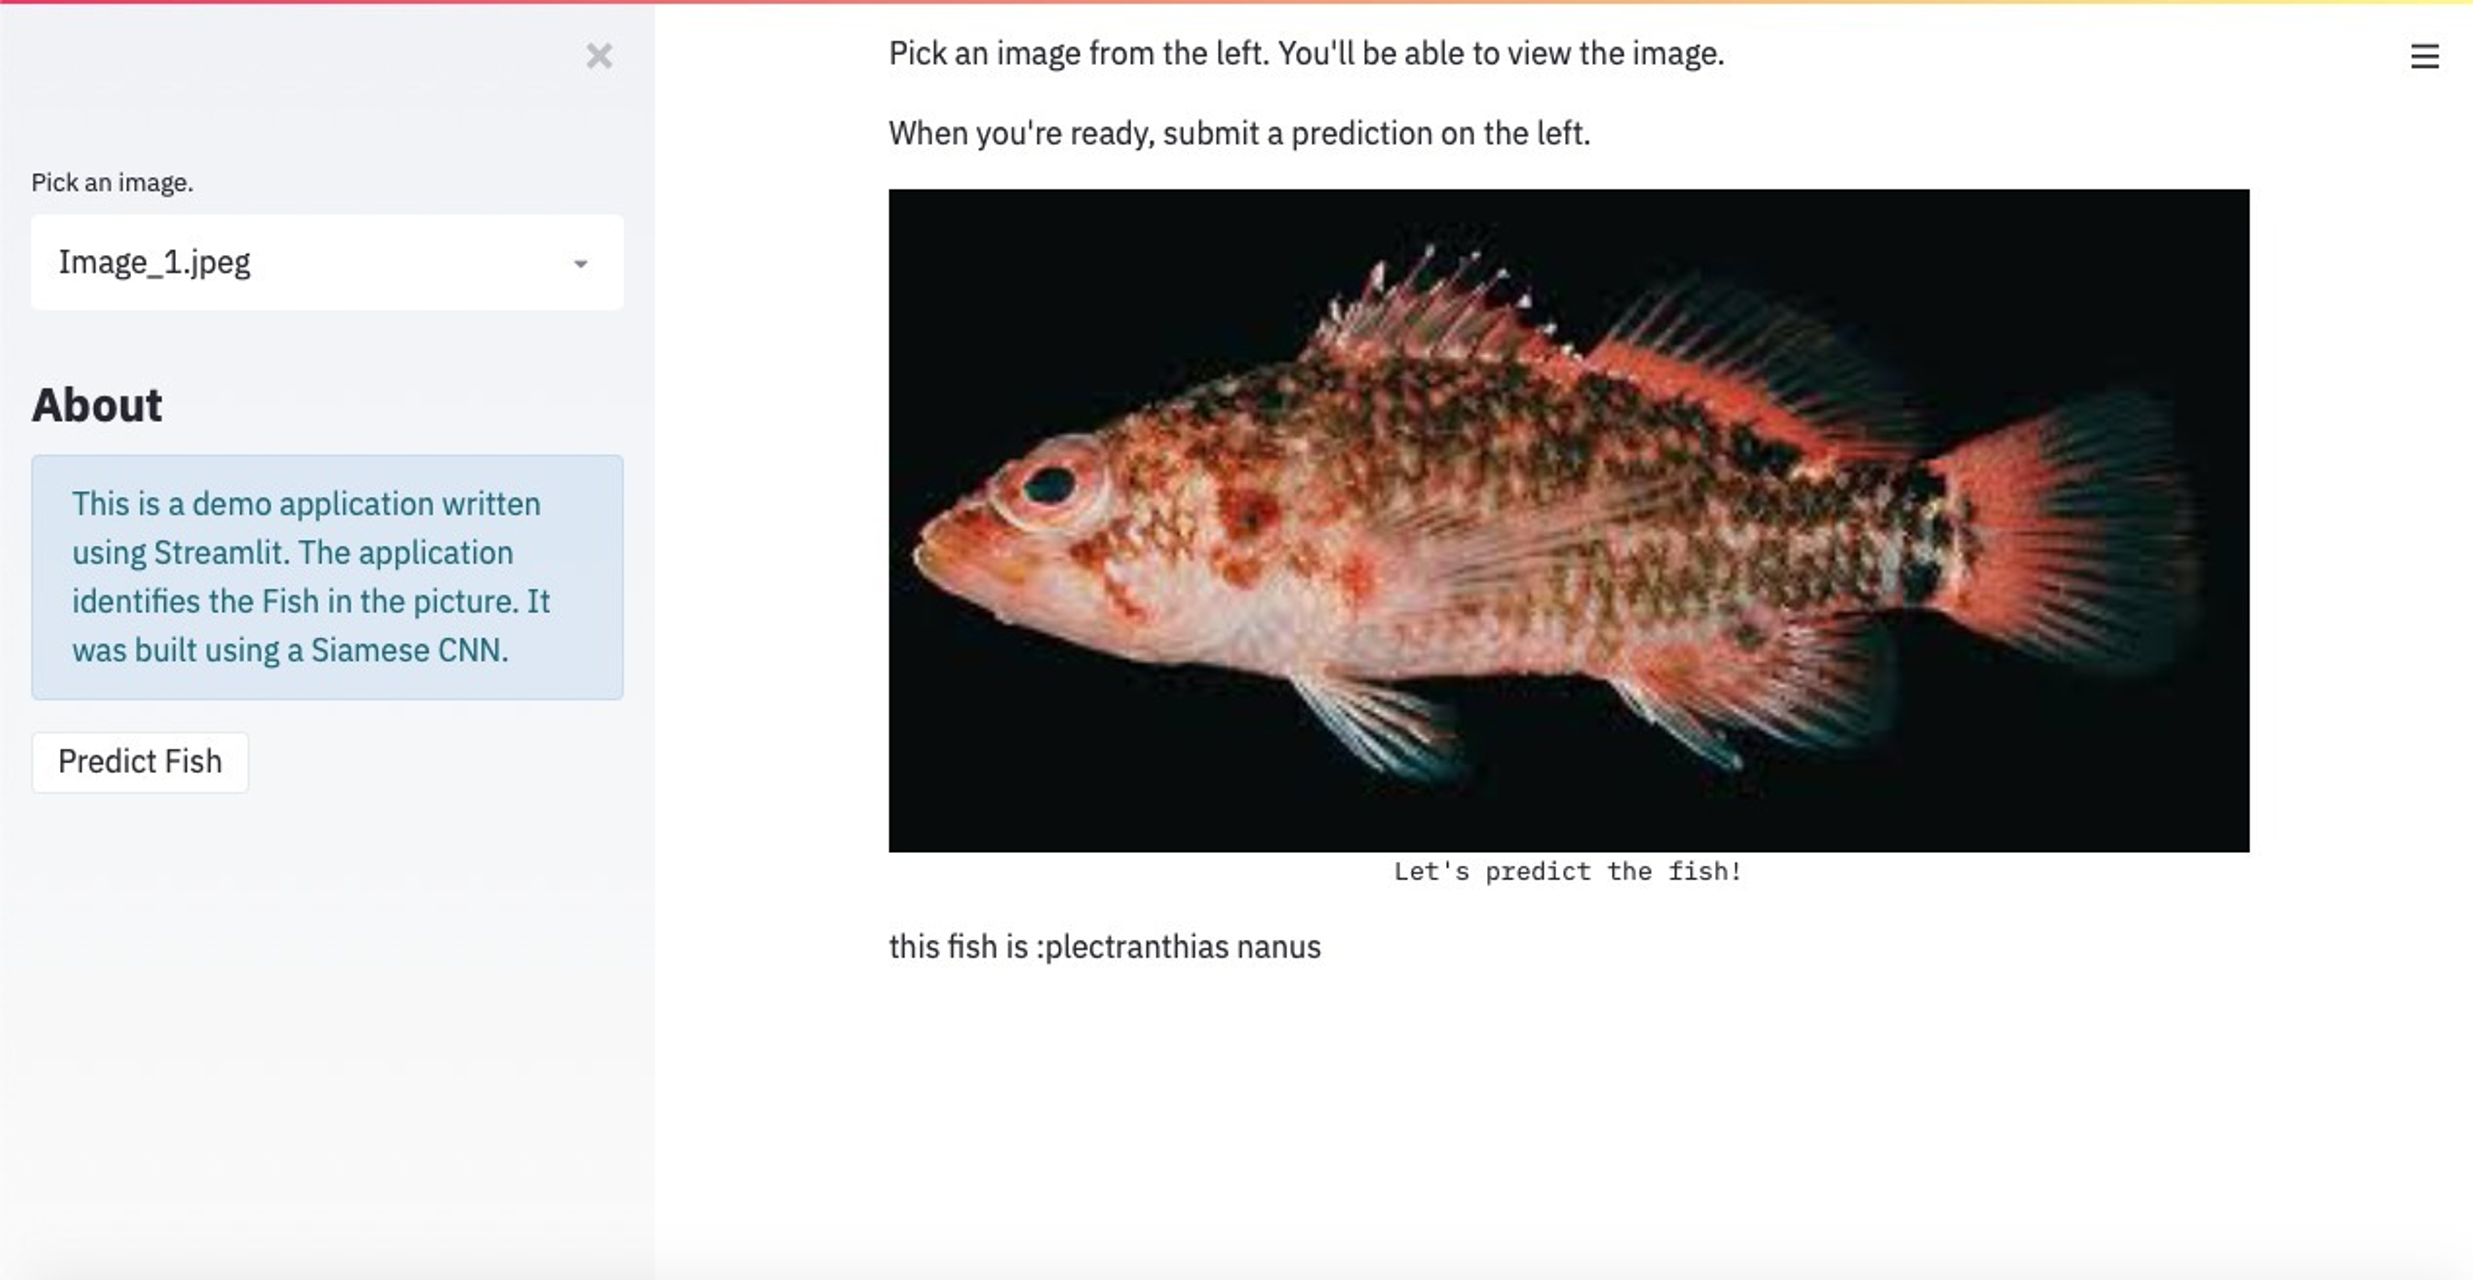 Pick an image.
Image_1.jpeg
About
This is a demo application written
using Streamlit. The application
identifies the Fish in the picture. It
was built using a Siamese CNN.
Predict Fish
Pick an image from the left. You'll be able to view the image.
When you're ready, submit a prediction on the left.
Let's predict the fish!
this fish is :plectranthias nanus